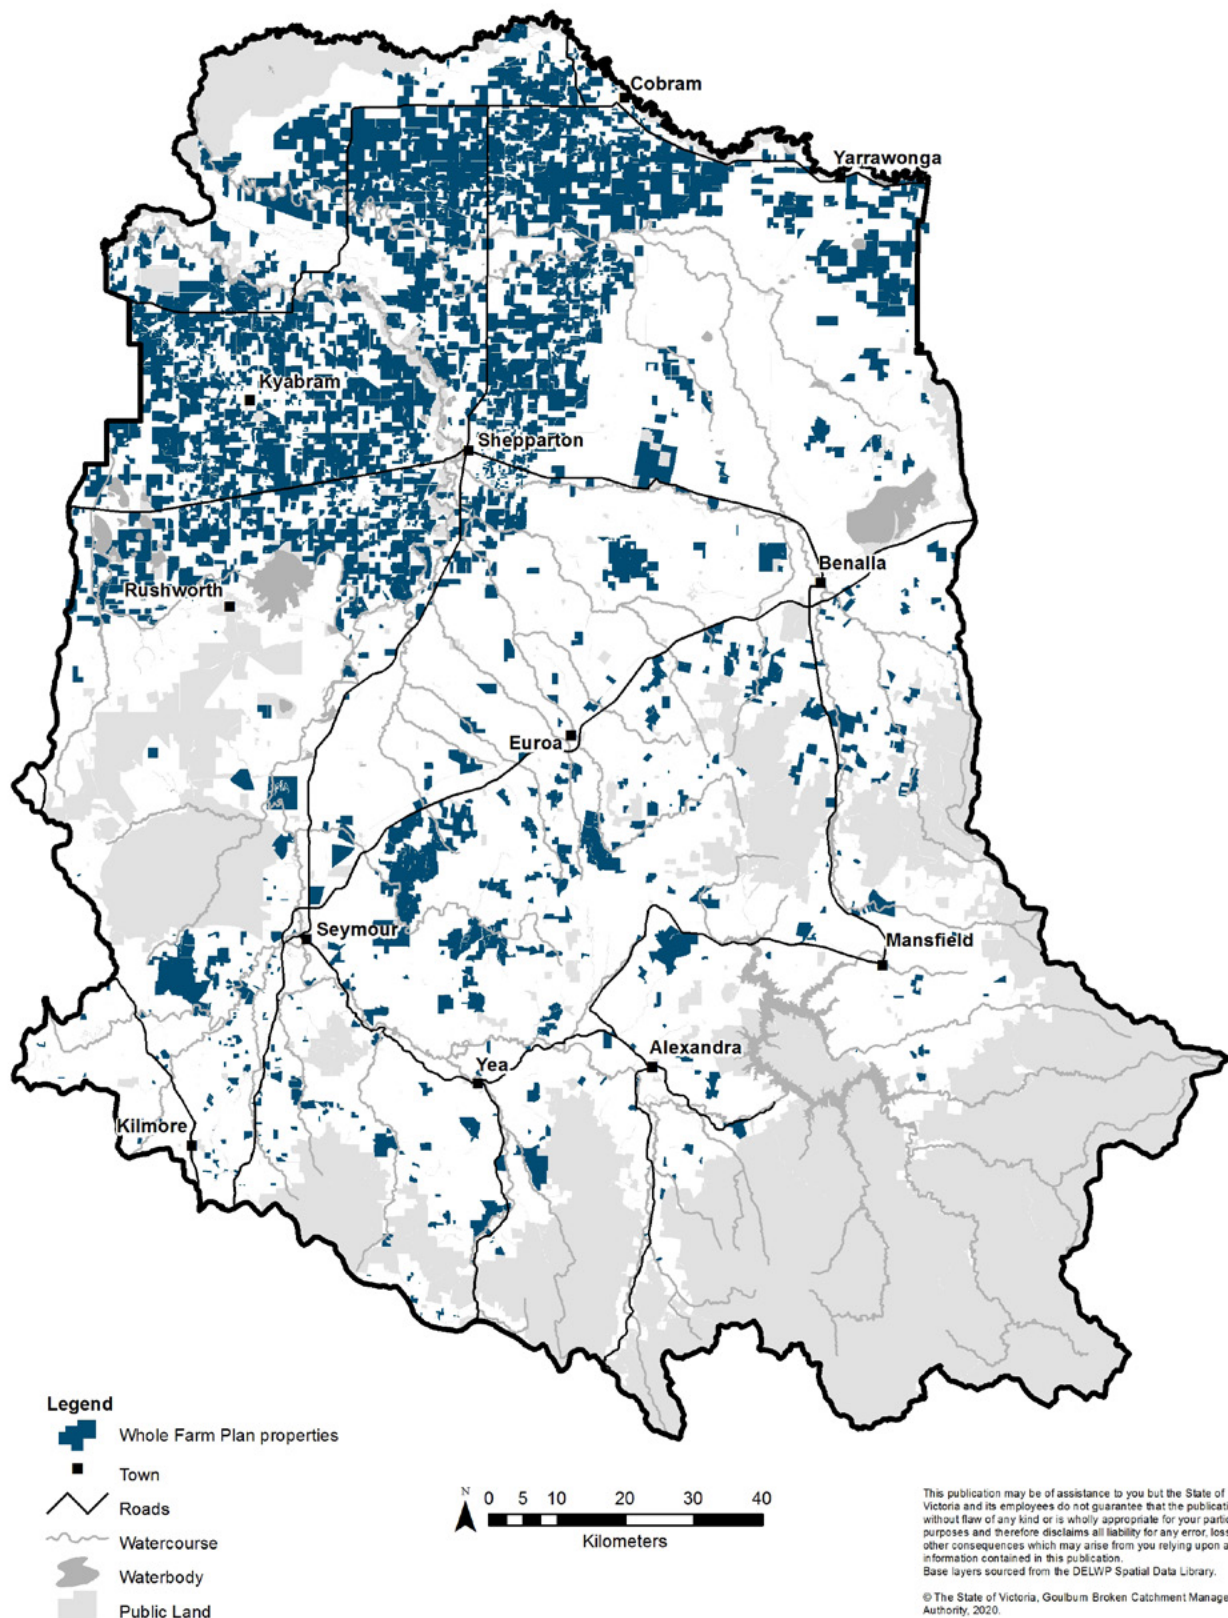 Cobram
Yarrawonga
Kyabram
Shepparton
Benalla
Rushworth
Euroa
Seymour
Mansfield
Alexandra
Yea
Kilmore
Legend
Whole Farm Plan properties
Town
Roads
Watercourse
Waterbody
Public Land
N
0 5 10 20 30 40
Kilometers
This publication may be of assistance to you but the State of
Victoria and its employees do not guarantee that the publicati
without flaw of any kind or is wholly appropriate for your partic
purposes and therefore disclaims all liability for any error, loss
other consequences which may arise from you relying upon a
information contained in this publication.
Base layers sourced from the DELWP Spatial Data Library.
© The State of Victoria, Goulburn Broken Catchment Manage
Authority, 2020.